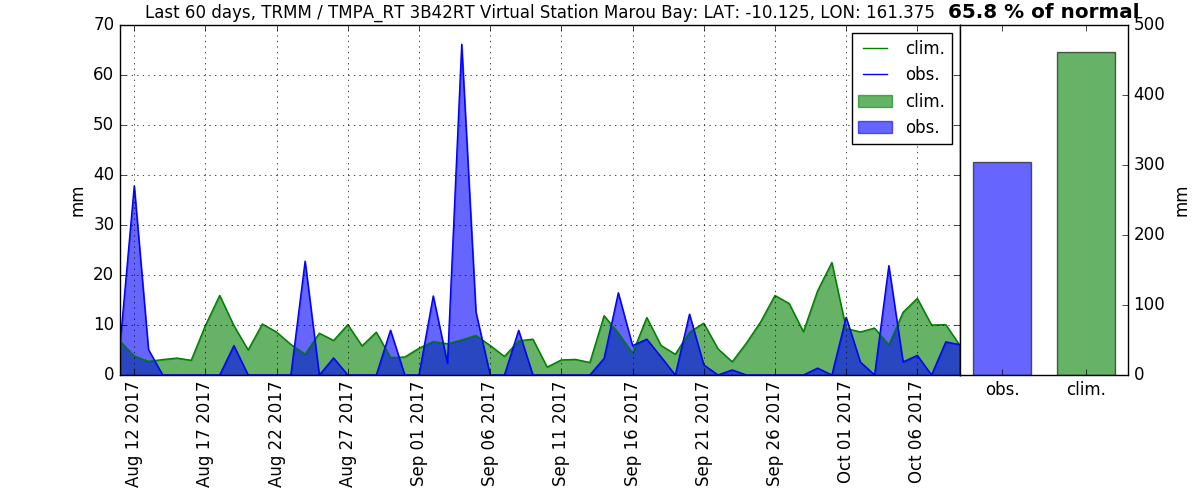 Last 60 days, TRMM / TMPA_RT 3B42RT Virtual Station Marou Bay: LAT: -10.125, LON: 161.375
65.8 % of normal
70
60
50
40
30
20
10
0
mm
clim.
obs.
clim.
obs.
Aug 12 2017
Aug 17 2017
Aug 22 2017
Aug 27 2017
Sep 01 2017
Sep 06 2017
Sep 11 2017
Sep 16 2017
Sep 21 2017
Sep 26 2017
Oct 01 2017
Oct 06 2017
500
400
300
200
100
0
mm
obs.
clim.